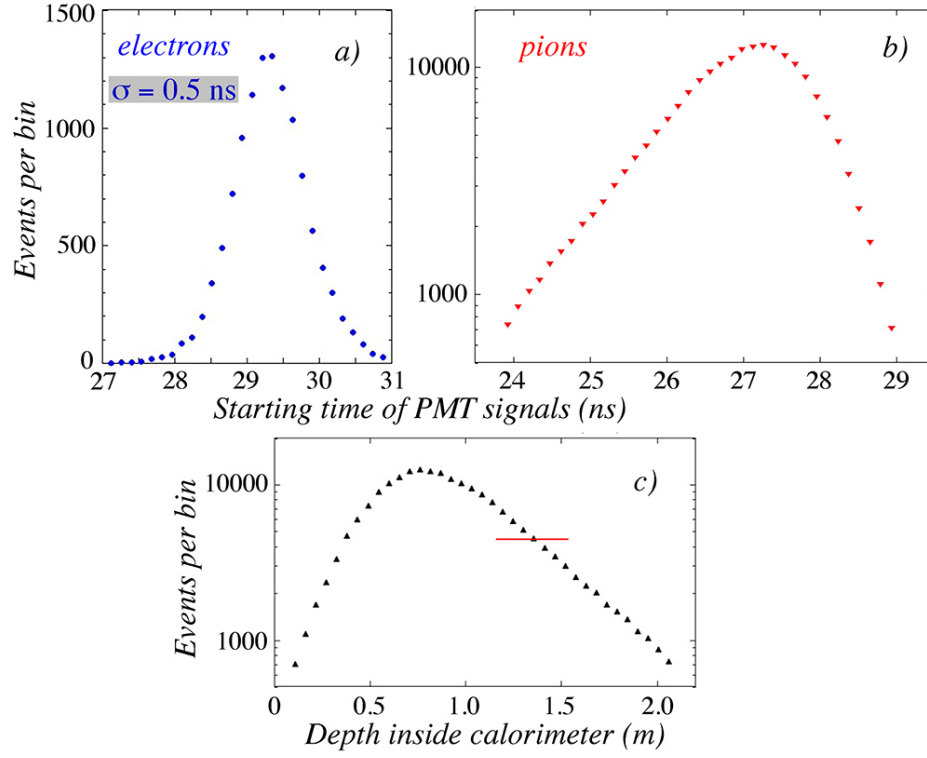 electrons
a)
σ = 0.5 ns
Events per bin
1500
1000
500
0
27
28
29
30
31
pions
b)
10000
1000
24
25
26
27
28
29
Starting time of PMT signals (ns)
c)
Events per bin
10000
1000
0
0.5
1.0
1.5
2.0
Depth inside calorimeter (m)